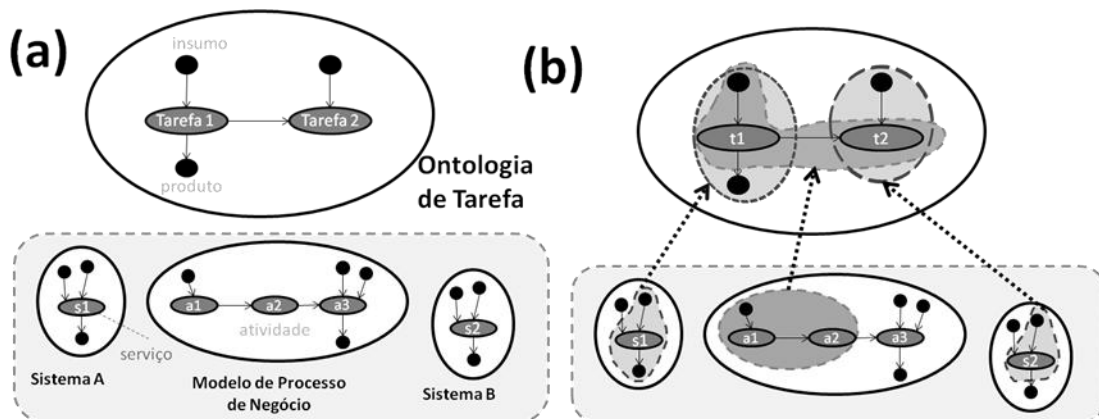 (a)
insumo
Tarefa 1
Tarefa 2
produto
Ontologia
de Tarefa
s1
serviço
Sistema A
a1
a2
a3
atividade
Modelo de Processo
de Negócio
s2
Sistema B
(b)
t1
t2
s1
a1
a2
a3
s2